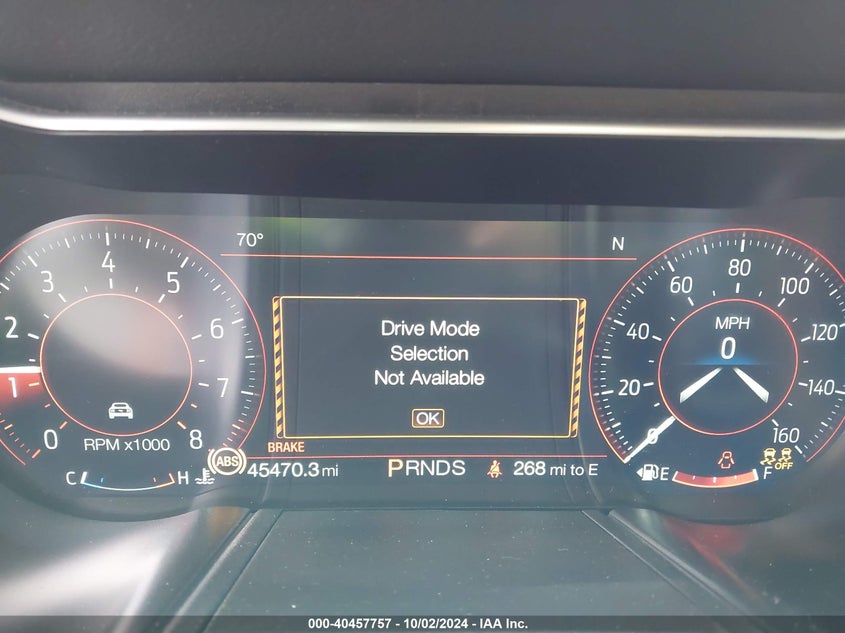 70°
N
0 1 2 3 4 5 6 7 8
RPM x1000
Drive Mode
Selection
Not Available
OK
0 20 40 60 80 100 120 140 160
MPH
0
BRAKE
ABS
45470.3 mi
PRNDS
268 mi to E
C H
E F
OFF
000-40457757 - 10/02/2024 - IAA Inc.